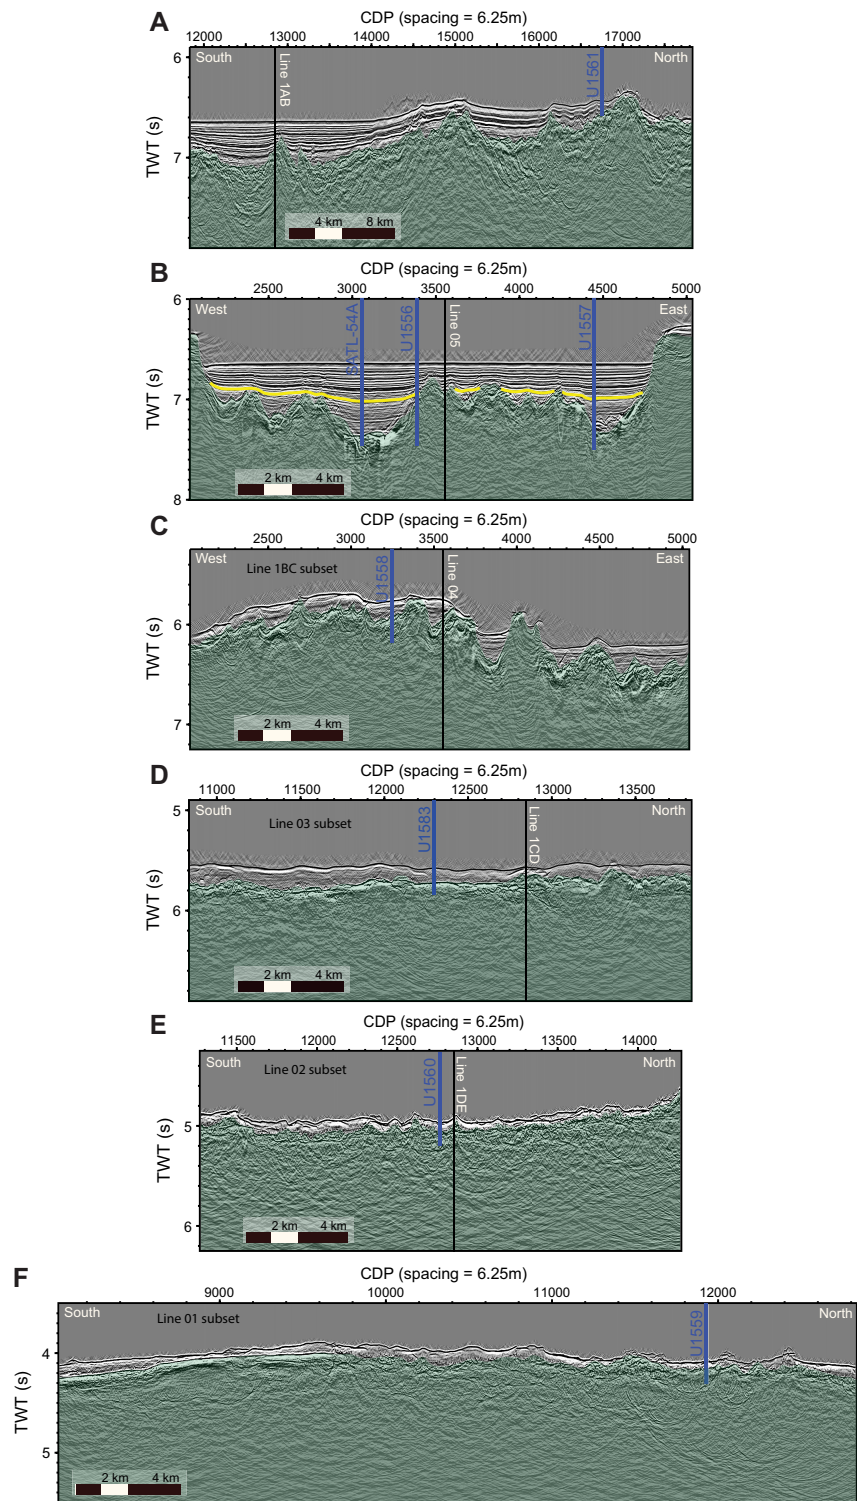 A
CDP (spacing = 6.25m)
12000 13000 14000 15000 16000 17000
South
Line 1AB
U1561
North
6
7
TWT (s)
4 km 8 km
B
CDP (spacing = 6.25m)
2500 3000 3500 4000 4500 5000
West
SATL-54A
U1556
Line 05
U1557
East
6
7
8
TWT (s)
2 km 4 km
C
CDP (spacing = 6.25m)
2500 3000 3500 4000 4500 5000
West
Line 1BC subset
U1558
Line 04
East
6
7
TWT (s)
2 km 4 km
D
CDP (spacing = 6.25m)
11000 11500 12000 12500 13000 13500
South
Line 03 subset
U1583
Line 1CD
North
5
6
TWT (s)
2 km 4 km
E
CDP (spacing = 6.25m)
11500 12000 12500 13000 13500 14000
South
Line 02 subset
U1560
Line 1DE
North
5
6
TWT (s)
2 km 4 km
F
CDP (spacing = 6.25m)
9000 10000 11000 12000
South
Line 01 subset
U1559
North
4
5
TWT (s)
2 km 4 km